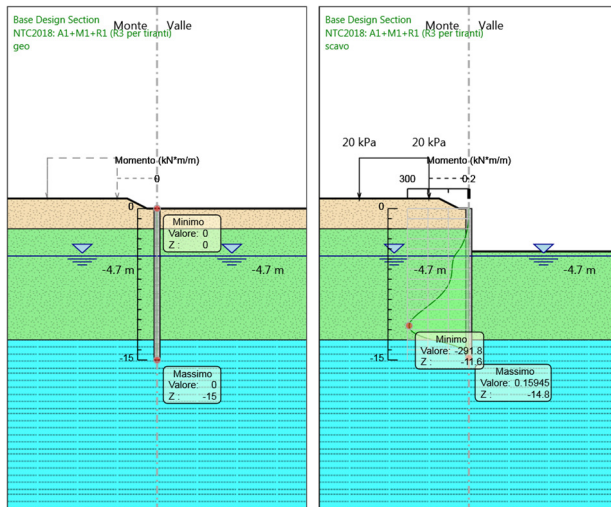 Base Design Section
NTC2018: A1+M1+R1 (R3 per tiranti)
geo
Monte
Valle
Momento (kN*m/m)
0
0
Minimo
Valore: 0
Z : 0
-4.7 m
-4.7 m
-15
Massimo
Valore: 0
Z : -15
Base Design Section
NTC2018: A1+M1+R1 (R3 per tiranti)
scavo
Monte
Valle
20 kPa
20 kPa
Momento (kN*m/m)
300
0.2
0
-4.7 m
-4.7 m
Minimo
Valore: -291.8
Z : -11.6
-15
Massimo
Valore: 0.15945
Z : -14.8